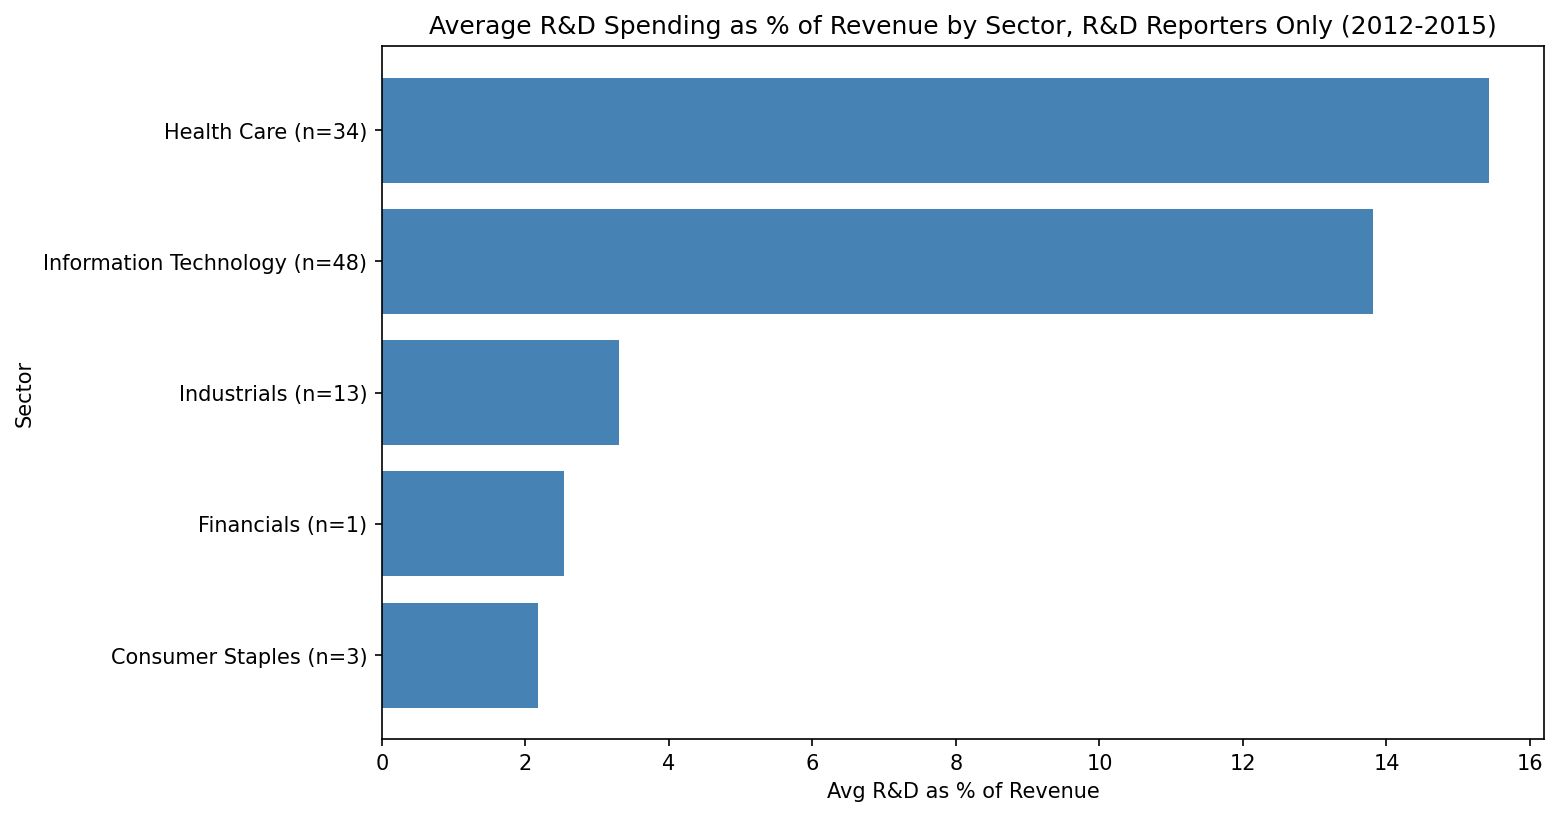 Average R&D Spending as % of Revenue by Sector, R&D Reporters Only (2012-2015)
Sector
Health Care (n=34)
Information Technology (n=48)
Industrials (n=13)
Financials (n=1)
Consumer Staples (n=3)
0 2 4 6 8 10 12 14 16
Avg R&D as % of Revenue